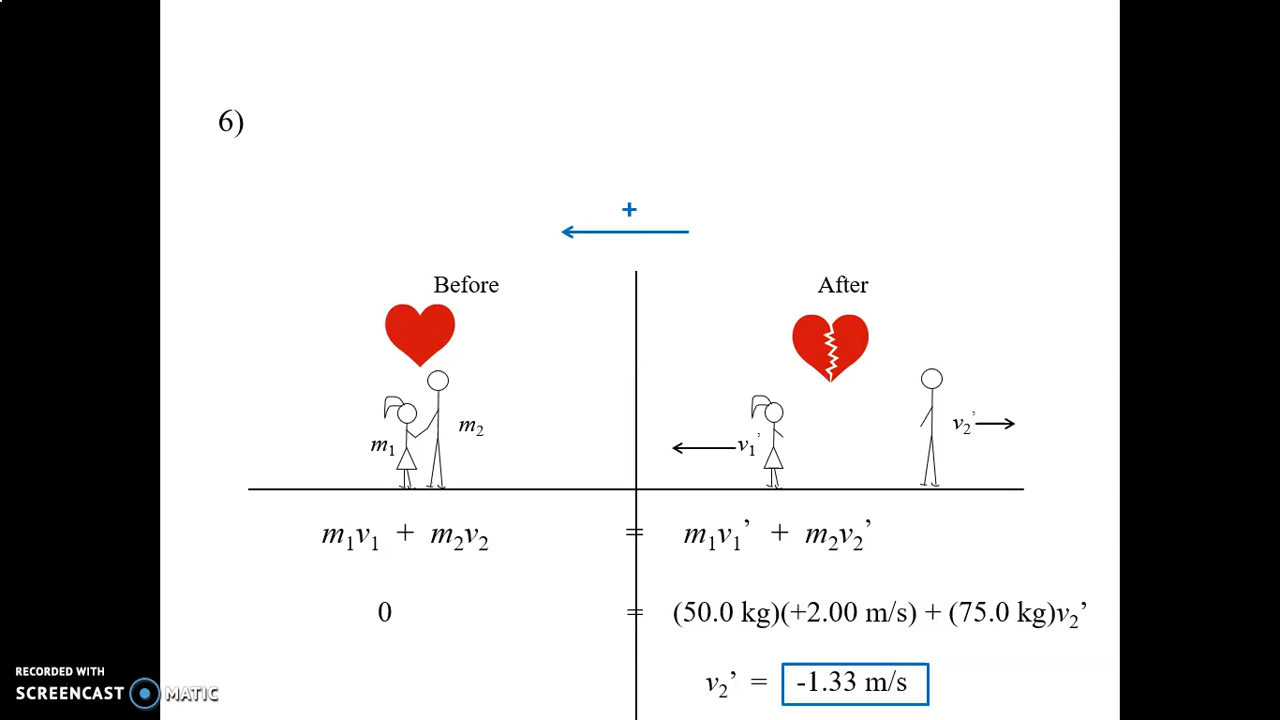 6)
+
Before
After
m₁
m₂
v₁’
v₂’
m₁v₁ + m₂v₂ = m₁v₁’ + m₂v₂’
0 = (50.0 kg)(+2.00 m/s) + (75.0 kg)v₂’
v₂’ = -1.33 m/s
RECORDED WITH
SCREENCAST MATIC